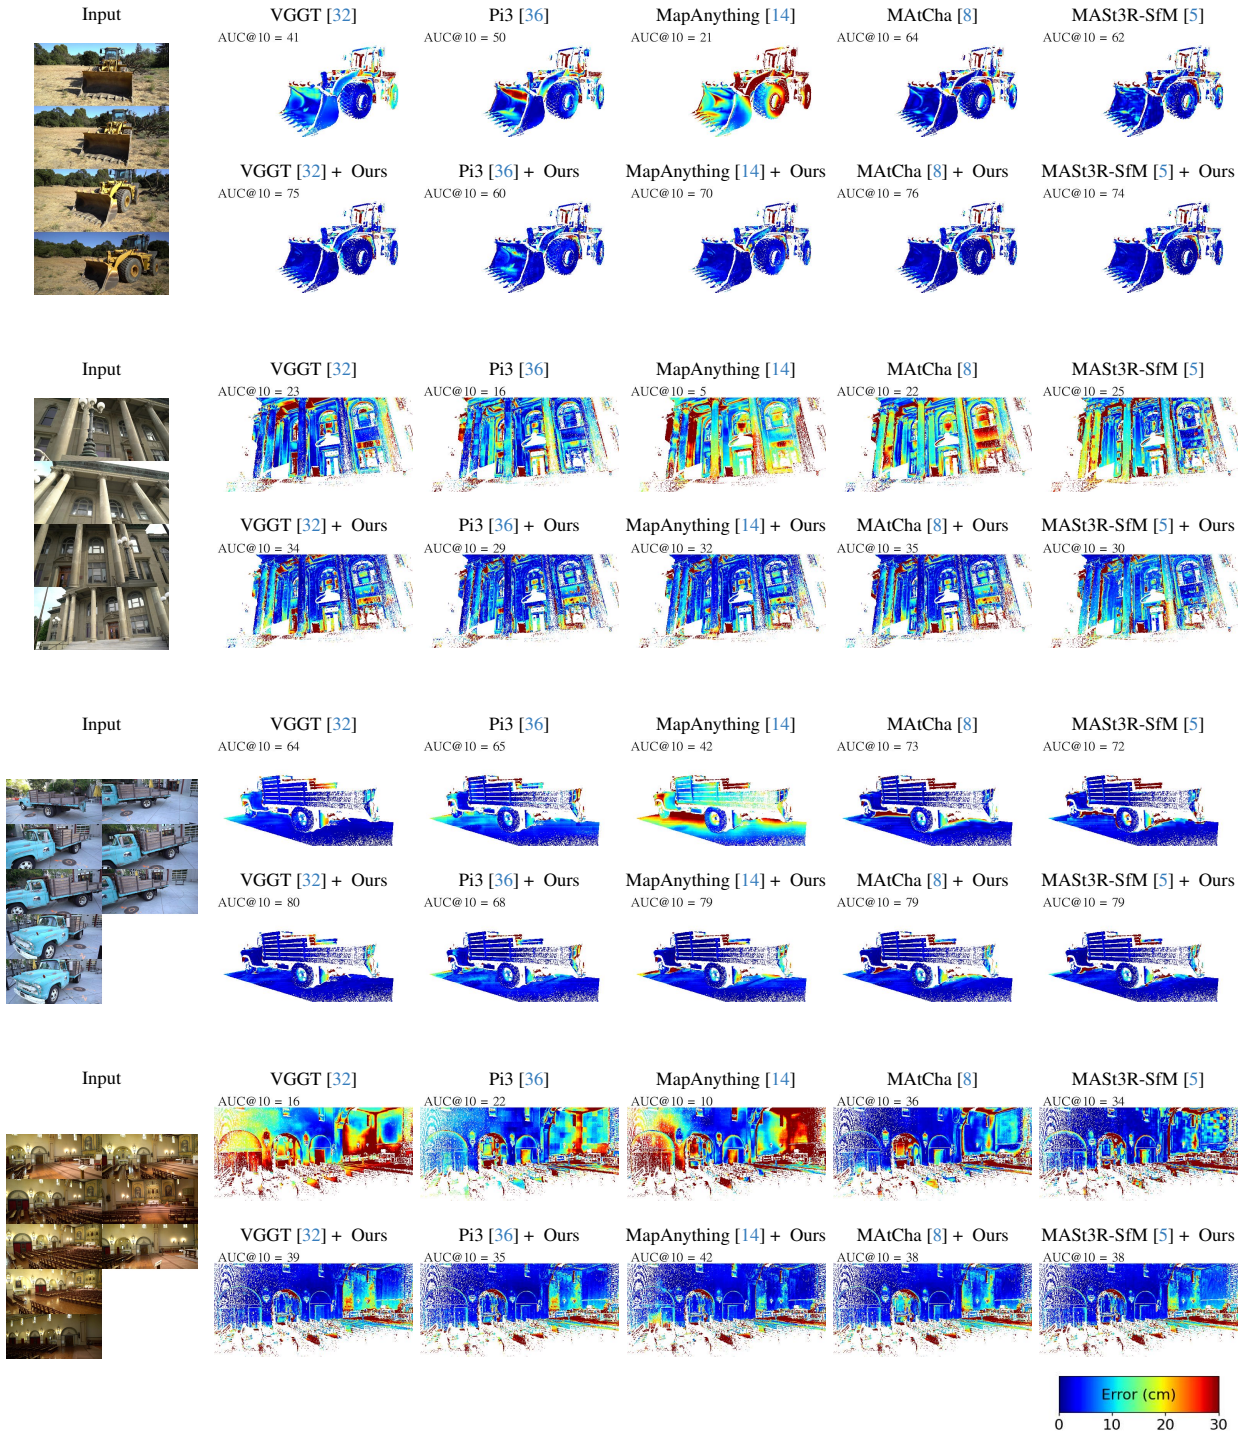 Input VGGT [32] Pi3 [36] MapAnything [14] MAtCha [8] MASt3R-SfM [5]
AUC@10 = 41 AUC@10 = 50 AUC@10 = 21 AUC@10 = 64 AUC@10 = 62
VGGT [32] + Ours Pi3 [36] + Ours MapAnything [14] + Ours MAtCha [8] + Ours MASt3R-SfM [5] + Ours
AUC@10 = 75 AUC@10 = 60 AUC@10 = 70 AUC@10 = 76 AUC@10 = 74
Input VGGT [32] Pi3 [36] MapAnything [14] MAtCha [8] MASt3R-SfM [5]
AUC@10 = 23 AUC@10 = 16 AUC@10 = 5 AUC@10 = 22 AUC@10 = 25
VGGT [32] + Ours Pi3 [36] + Ours MapAnything [14] + Ours MAtCha [8] + Ours MASt3R-SfM [5] + Ours
AUC@10 = 34 AUC@10 = 29 AUC@10 = 32 AUC@10 = 35 AUC@10 = 30
Input VGGT [32] Pi3 [36] MapAnything [14] MAtCha [8] MASt3R-SfM [5]
AUC@10 = 64 AUC@10 = 65 AUC@10 = 42 AUC@10 = 73 AUC@10 = 72
VGGT [32] + Ours Pi3 [36] + Ours MapAnything [14] + Ours MAtCha [8] + Ours MASt3R-SfM [5] + Ours
AUC@10 = 80 AUC@10 = 68 AUC@10 = 79 AUC@10 = 79 AUC@10 = 79
Input VGGT [32] Pi3 [36] MapAnything [14] MAtCha [8] MASt3R-SfM [5]
AUC@10 = 16 AUC@10 = 22 AUC@10 = 10 AUC@10 = 36 AUC@10 = 34
VGGT [32] + Ours Pi3 [36] + Ours MapAnything [14] + Ours MAtCha [8] + Ours MASt3R-SfM [5] + Ours
AUC@10 = 39 AUC@10 = 35 AUC@10 = 42 AUC@10 = 38 AUC@10 = 38
Error (cm)
0 10 20 30